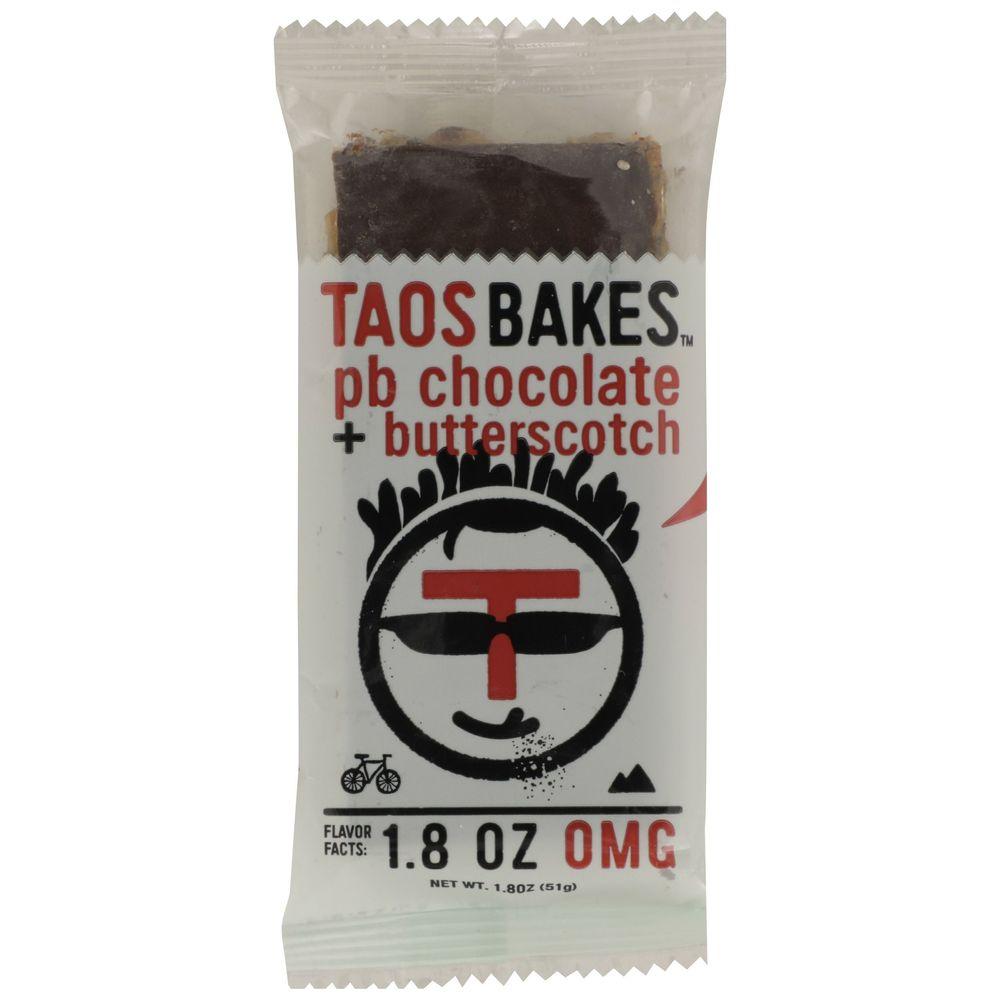 TAOS BAKES™
pb chocolate
+ butterscotch
T
FLAVOR FACTS: 1.8 OZ OMG
NET WT. 1.8OZ (51g)